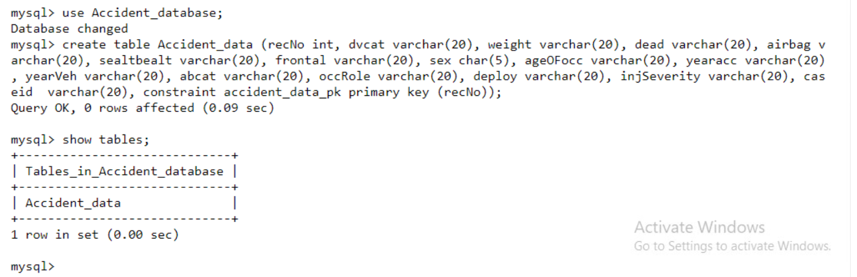 mysql> use Accident_database;
Database changed
mysql> create table Accident_data (recNo int, dvcat varchar(20), weight varchar(20), dead varchar(20), airbag v
archar(20), sealtbealt varchar(20), frontal varchar(20), sex char(5), ageOFocc varchar(20), yearacc varchar(20)
, yearVeh varchar(20), abcat varchar(20), occRole varchar(20), deploy varchar(20), injSeverity varchar(20), cas
eid  varchar(20), constraint accident_data_pk primary key (recNo));
Query OK, 0 rows affected (0.09 sec)
mysql> show tables;
+----------------------------+
| Tables_in_Accident_database |
+----------------------------+
| Accident_data               |
+----------------------------+
1 row in set (0.00 sec)
mysql>
Activate Windows
Go to Settings to activate Windows.